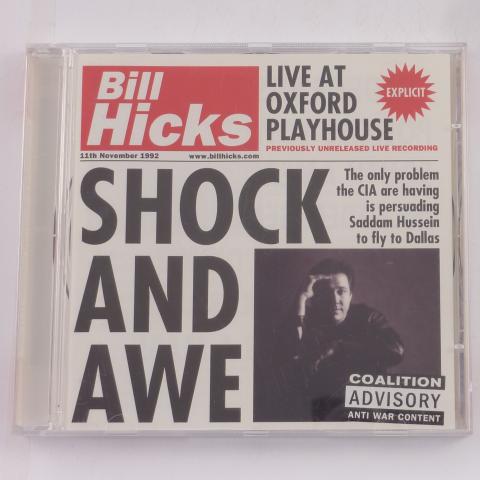 Bill
Hicks
11th November 1992 www.billhicks.com
LIVE AT
OXFORD
PLAYHOUSE
EXPLICIT
PREVIOUSLY UNRELEASED LIVE RECORDING
SHOCK
AND
AWE
The only problem
the CIA are having
is persuading
Saddam Hussein
to fly to Dallas
COALITION
ADVISORY
ANTI WAR CONTENT